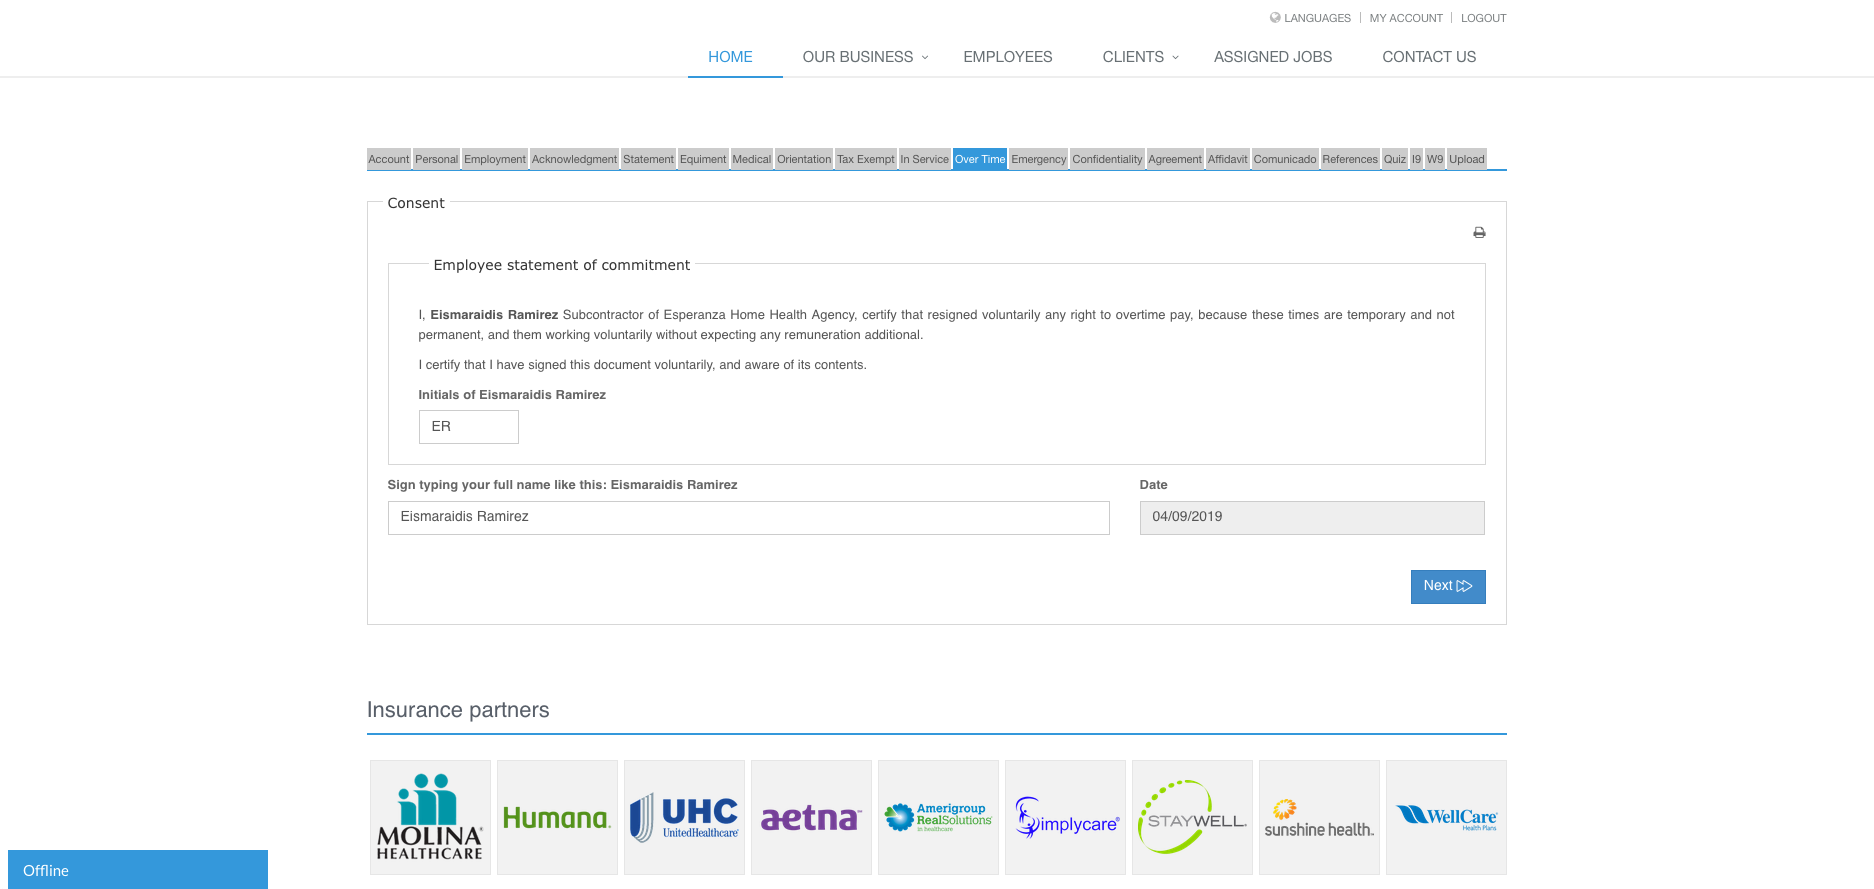 LANGUAGES | MY ACCOUNT | LOGOUT
HOME OUR BUSINESS EMPLOYEES CLIENTS ASSIGNED JOBS CONTACT US
Account Personal Employment Acknowledgment Statement Equiment Medical Orientation Tax Exempt In Service Over Time Emergency Confidentiality Agreement Affidavit Comunicado References Quiz I9 W9 Upload
Consent
Employee statement of commitment
I, Eismaraidis Ramirez Subcontractor of Esperanza Home Health Agency, certify that resigned voluntarily any right to overtime pay, because these times are temporary and not
permanent, and them working voluntarily without expecting any remuneration additional.
I certify that I have signed this document voluntarily, and aware of its contents.
Initials of Eismaraidis Ramirez
ER
Sign typing your full name like this: Eismaraidis Ramirez Date
Eismaraidis Ramirez 04/09/2019
Next
Insurance partners
MOLINA HEALTHCARE
Humana.
UHC UnitedHealthcare
aetna
Amerigroup RealSolutions in healthcare
Simplycare
STAYWELL.
sunshine health.
WellCare Health Plans
Offline